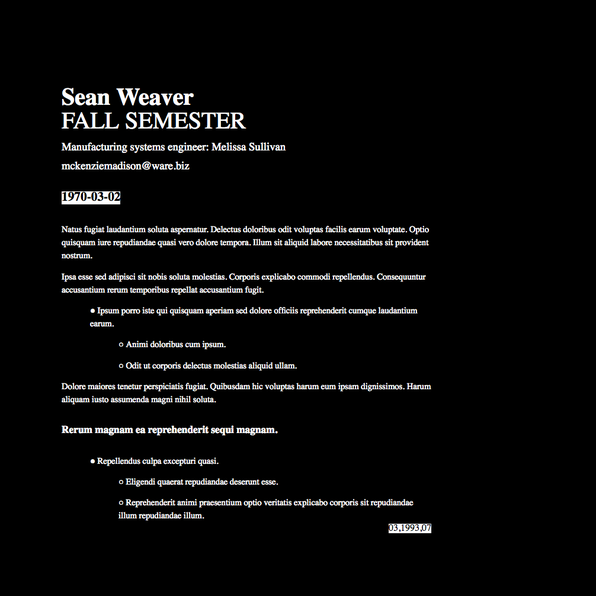 Sean Weaver
FALL SEMESTER
Manufacturing systems engineer: Melissa Sullivan
mckenziemadison@ware.biz
1970-03-02
Natus fugiat laudantium soluta aspernatur. Delectus doloribus odit voluptas facilis earum voluptate. Optio
quisquam iure repudiandae quasi vero dolore tempora. Illum sit aliquid labore necessitatibus sit provident
nostrum.
Ipsa esse sed adipisci sit nobis soluta molestias. Corporis explicabo commodi repellendus. Consequuntur
accusantium rerum temporibus repellat accusantium fugit.
● Ipsum porro iste qui quisquam aperiam sed dolore officiis reprehenderit cumque laudantium
earum.
○ Animi doloribus cum ipsum.
○ Odit ut corporis delectus molestias aliquid ullam.
Dolore maiores tenetur perspiciatis fugiat. Quibusdam hic voluptas harum eum ipsam dignissimos. Harum
aliquam iusto assumenda magni nihil soluta.
Rerum magnam ea reprehenderit sequi magnam.
● Repellendus culpa excepturi quasi.
○ Eligendi quaerat repudiandae deserunt esse.
○ Reprehenderit animi praesentium optio veritatis explicabo corporis sit repudiandae
illum repudiandae illum.
03,1993,07